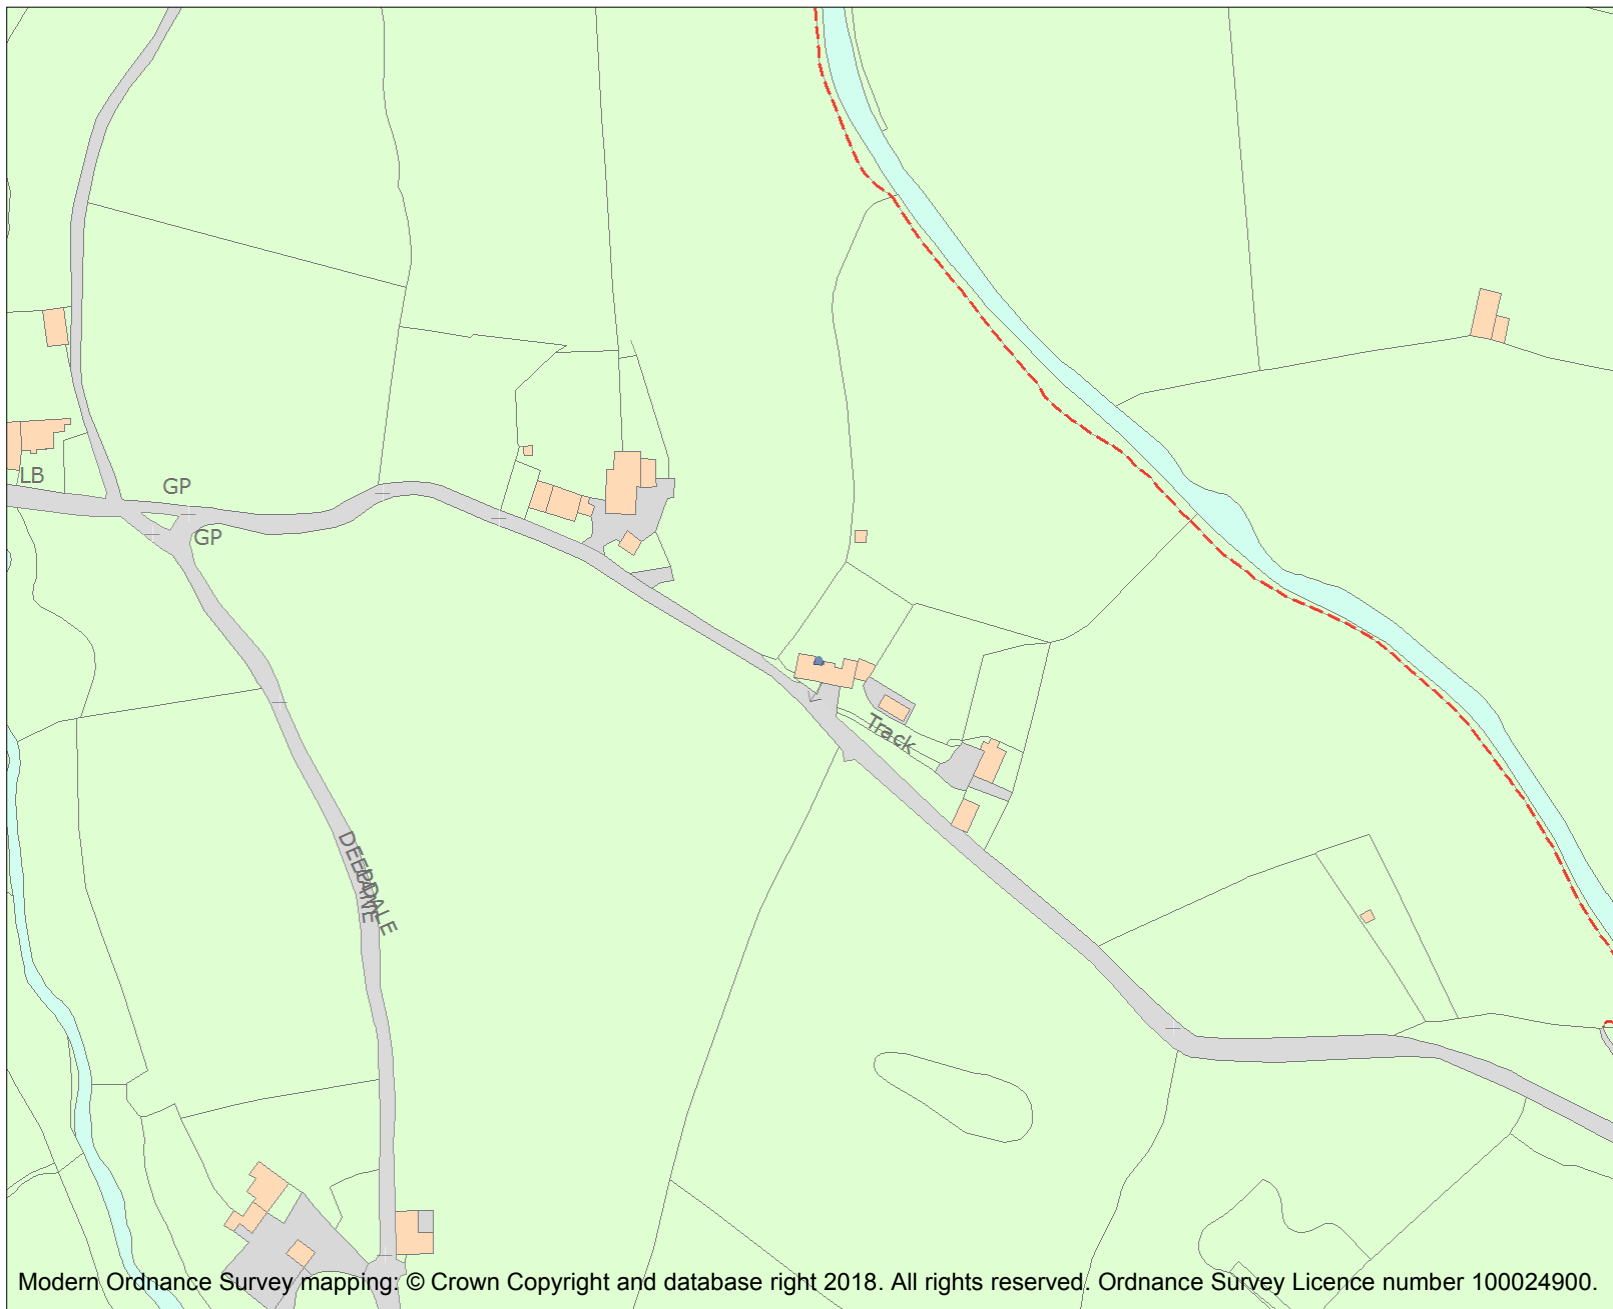 LB
GP
GP
Track
DEEPDALE
LANE
Modern Ordnance Survey mapping: © Crown Copyright and database right 2018. All rights reserved. Ordnance Survey Licence number 100024900.